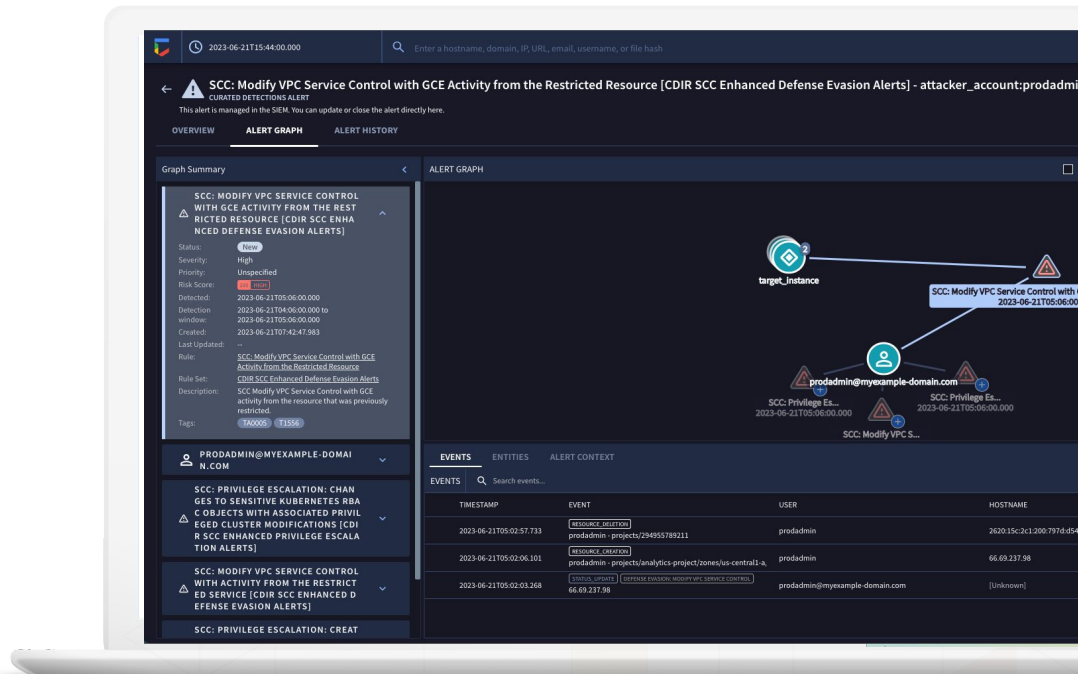 2023-06-21T15:44:00.000
Enter a hostname, domain, IP, URL, email, username, or file hash
SCC: Modify VPC Service Control with GCE Activity from the Restricted Resource [CDIR SCC Enhanced Defense Evasion Alerts] - attacker_account:prodadmi
CURATED DETECTIONS ALERT
This alert is managed in the SIEM. You can update or close the alert directly here.
OVERVIEW
ALERT GRAPH
ALERT HISTORY
Graph Summary
SCC: MODIFY VPC SERVICE CONTROL
WITH GCE ACTIVITY FROM THE REST
RICTED RESOURCE [CDIR SCC ENHA
NCED DEFENSE EVASION ALERTS]
Status: New
Severity: High
Priority: Unspecified
Risk Score: HIGH
Detected: 2023-06-21T05:06:00.000
Detection 2023-06-21T04:06:00.000 to
window: 2023-06-21T05:06:00.000
Created: 2023-06-21T07:42:47.983
Last Updated: --
Rule: SCC: Modify VPC Service Control with GCE
Activity from the Restricted Resource
Rule Set: CDIR SCC Enhanced Defense Evasion Alerts
Description: SCC Modify VPC Service Control with GCE
activity from the resource that was previously
restricted.
Tags: TA0005 T1556
PRODADMIN@MYEXAMPLE-DOMAI
N.COM
SCC: PRIVILEGE ESCALATION: CHAN
GES TO SENSITIVE KUBERNETES RBA
C OBJECTS WITH ASSOCIATED PRIVIL
EGED CLUSTER MODIFICATIONS [CDI
R SCC ENHANCED PRIVILEGE ESCALA
TION ALERTS]
SCC: MODIFY VPC SERVICE CONTROL
WITH ACTIVITY FROM THE RESTRICT
ED SERVICE [CDIR SCC ENHANCED D
EFENSE EVASION ALERTS]
SCC: PRIVILEGE ESCALATION: CREAT
ALERT GRAPH
2
target_instance
SCC: Modify VPC Service Control with
2023-06-21T05:06:00
prodadmin@myexample-domain.com
SCC: Privilege Es...
2023-06-21T05:06:00.000
SCC: Privilege Es...
2023-06-21T05:06:00.000
SCC: Modify VPC S...
EVENTS
ENTITIES
ALERT CONTEXT
EVENTS
Search events...
TIMESTAMP EVENT USER HOSTNAME
RESOURCE_DELETION
2023-06-21T05:02:57.733 prodadmin - projects/294955789211 prodadmin 2620:15c:2c1:200:797d:d54
RESOURCE_CREATION
2023-06-21T05:02:06.101 prodadmin - projects/analytics-project/zones/us-central1-a, prodadmin 66.69.237.98
STATUS_UPDATE DEFENSE EVASION: MODIFY VPC SERVICE CONTROL
2023-06-21T05:02:03.268 66.69.237.98 prodadmin@myexample-domain.com [Unknown]